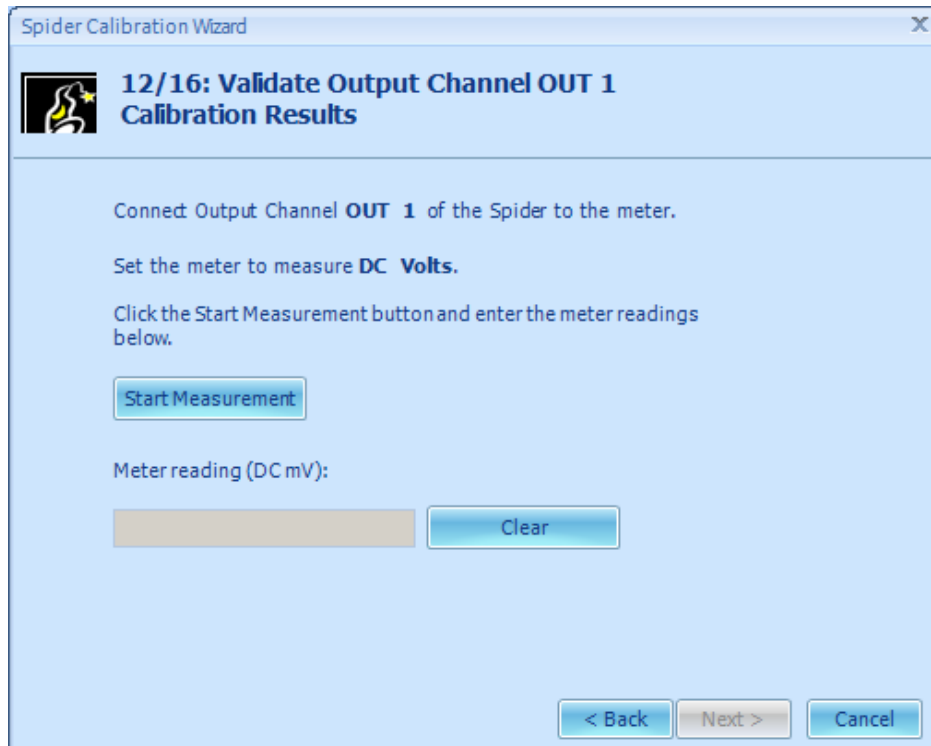 Spider Calibration Wizard
X
12/16: Validate Output Channel OUT 1
Calibration Results
Connect Output Channel OUT 1 of the Spider to the meter.
Set the meter to measure DC Volts.
Click the Start Measurement button and enter the meter readings
below.
Start Measurement
Meter reading (DC mV):
Clear
< Back
Next >
Cancel